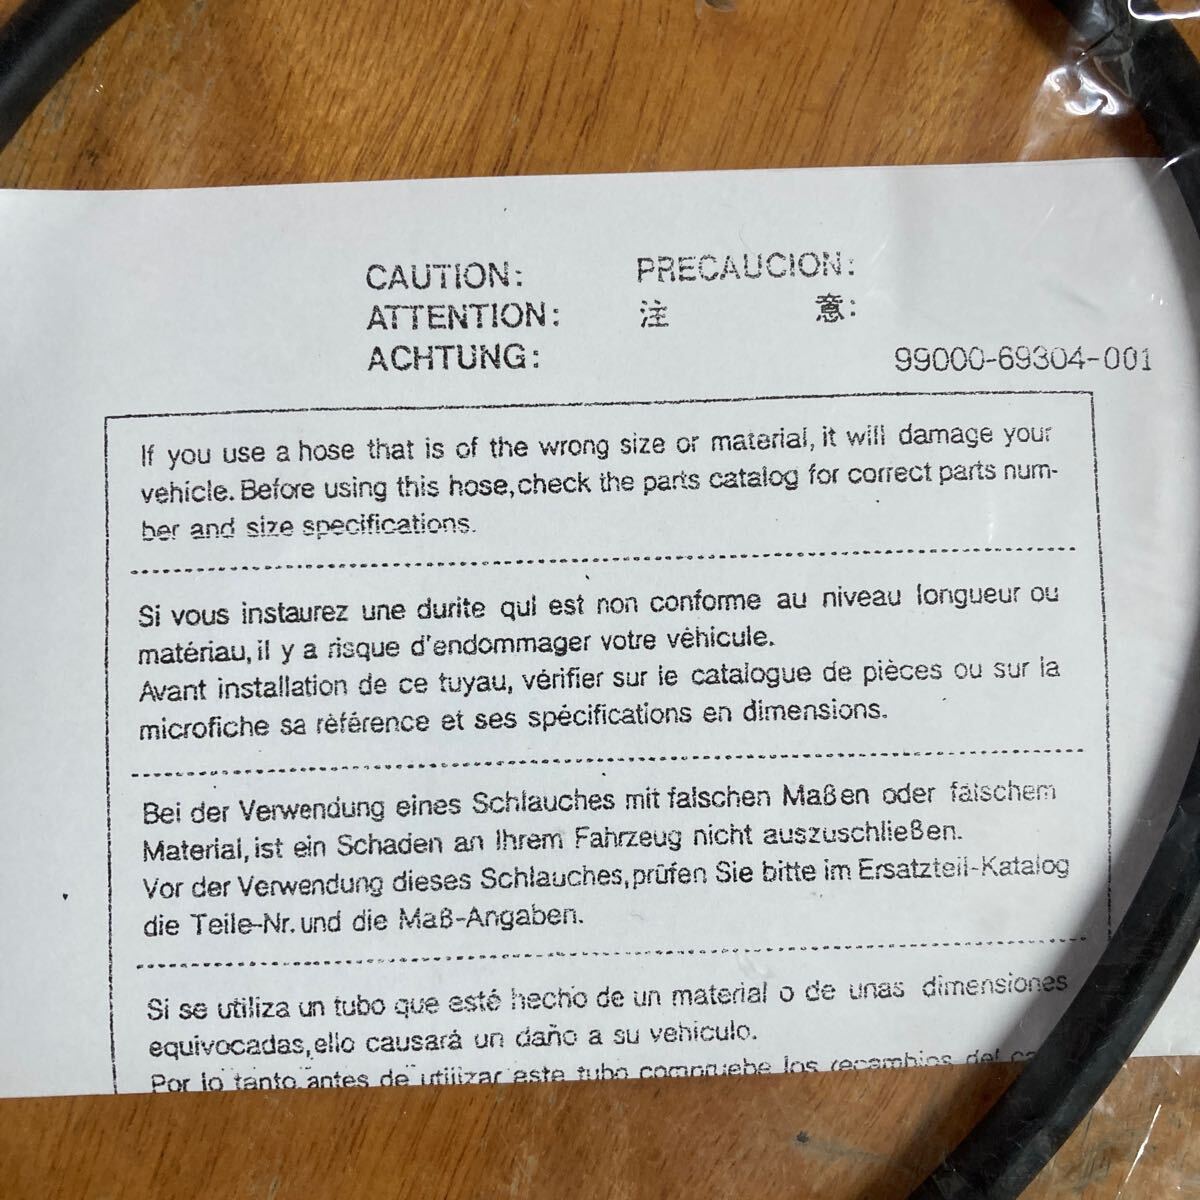 CAUTION: PRECAUCION:
ATTENTION: 注 意:
ACHTUNG: 99000-69304-001
If you use a hose that is of the wrong size or material, it will damage your
vehicle. Before using this hose, check the parts catalog for correct parts num-
ber and size specifications.
Si vous instaurez une durite qui est non conforme au niveau longueur ou
matériau, il y a risque d'endommager votre véhicule.
Avant installation de ce tuyau, vérifier sur le catalogue de pièces ou sur la
microfiche sa référence et ses spécifications en dimensions.
Bei der Verwendung eines Schlauches mit falschen Maßen oder falschem
Material, ist ein Schaden an Ihrem Fahrzeug nicht auszuschließen.
Vor der Verwendung dieses Schlauches, prüfen Sie bitte im Ersatzteil-Katalog
die Teile-Nr. und die Maß-Angaben.
Si se utiliza un tubo que esté hecho de un material o de unas dimensiones
equivocadas, ello causará un daño a su vehiculo.
Por lo tanto antes de utilizar este tubo compruebe los recambios del